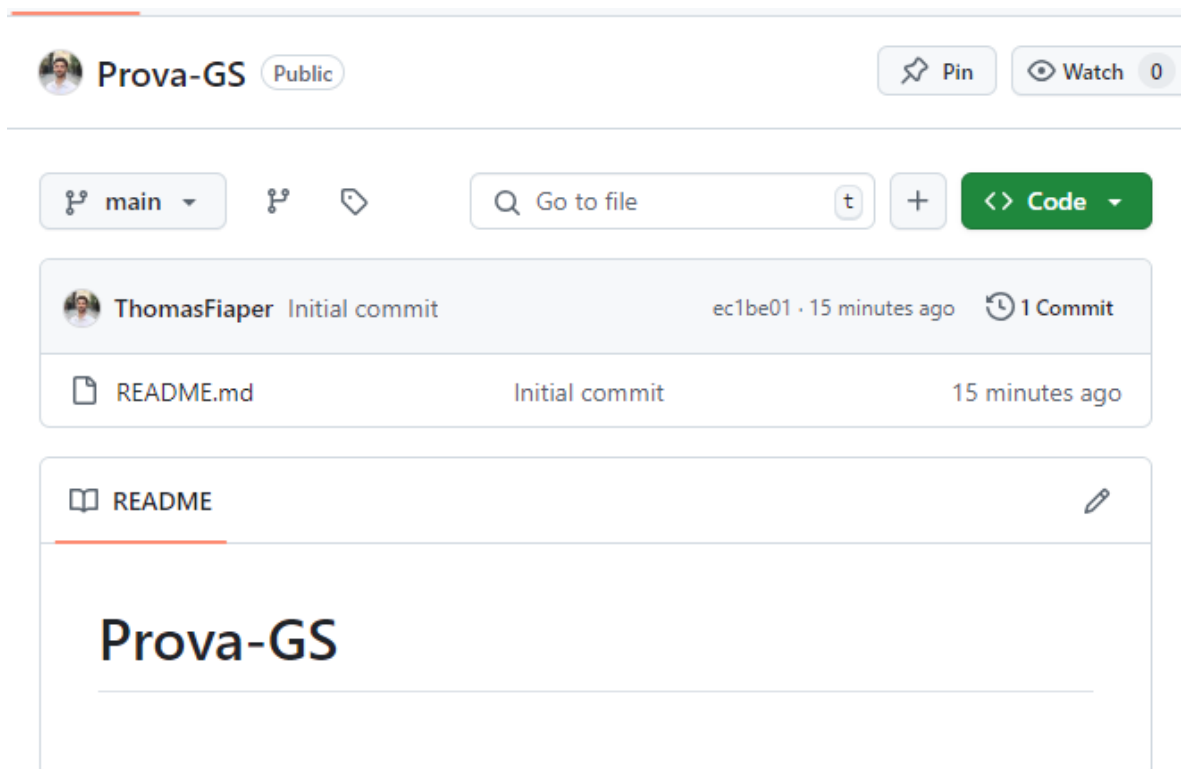 Prova-GS Public Pin Watch 0
main Go to file t Code
ThomasFiaper Initial commit ec1be01 · 15 minutes ago 1 Commit
README.md Initial commit 15 minutes ago
README
Prova-GS